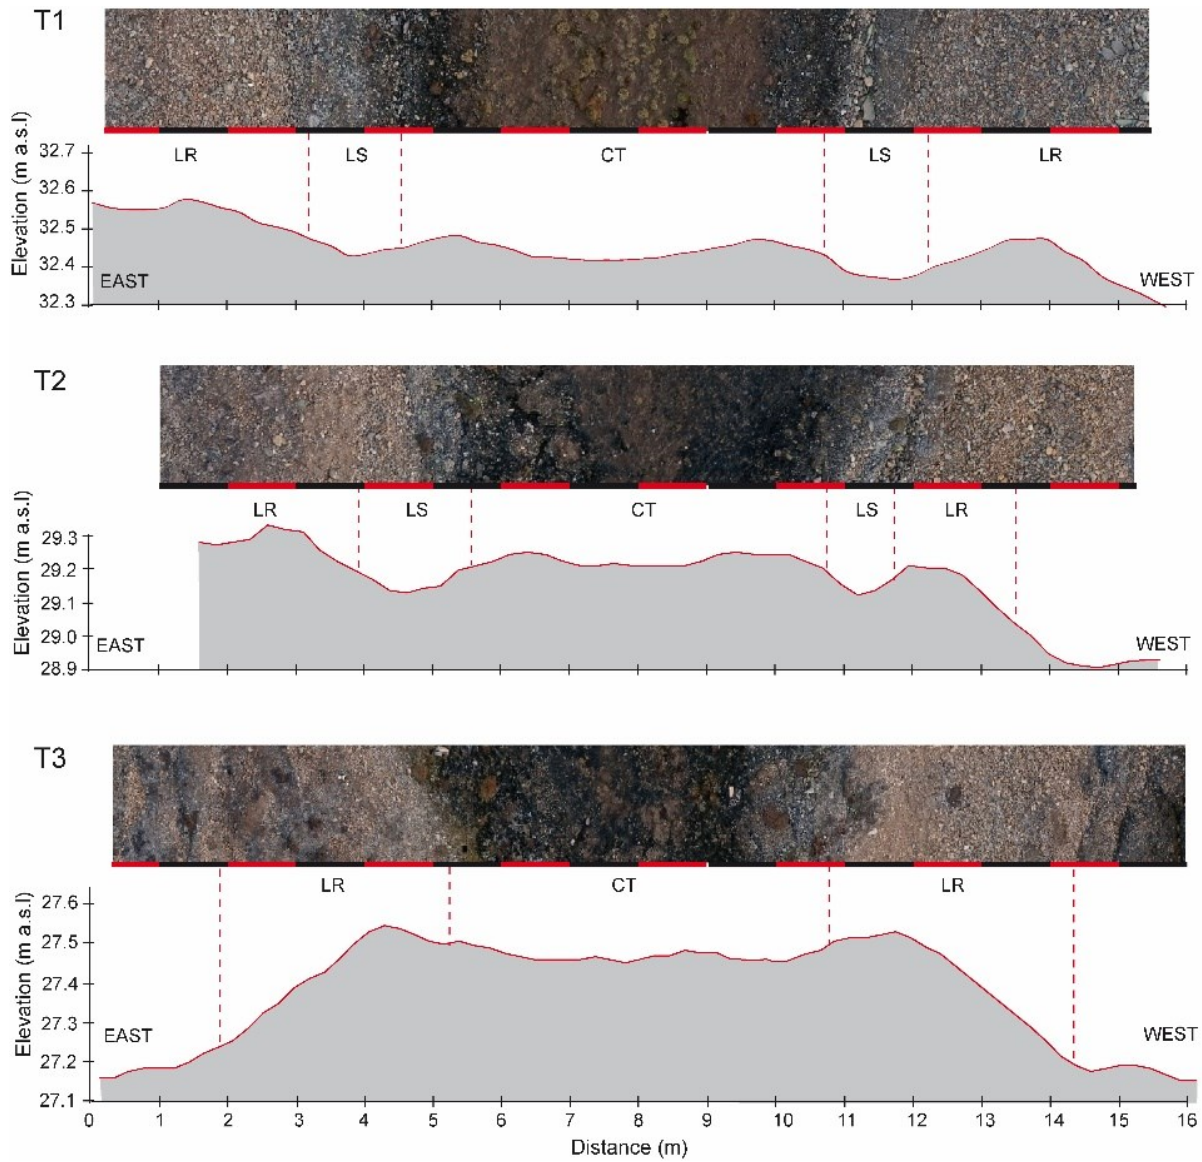 T1
LR LS CT LS LR
Elevation (m a.s.l)
32.7
32.6
32.5
32.4
32.3
EAST WEST
T2
LR LS CT LS LR
Elevation (m a.s.l)
29.3
29.2
29.1
29.0
28.9
EAST WEST
T3
LR CT LR
Elevation (m a.s.l)
27.6
27.5
27.4
27.3
27.2
27.1
EAST WEST
0 1 2 3 4 5 6 7 8 9 10 11 12 13 14 15 16
Distance (m)